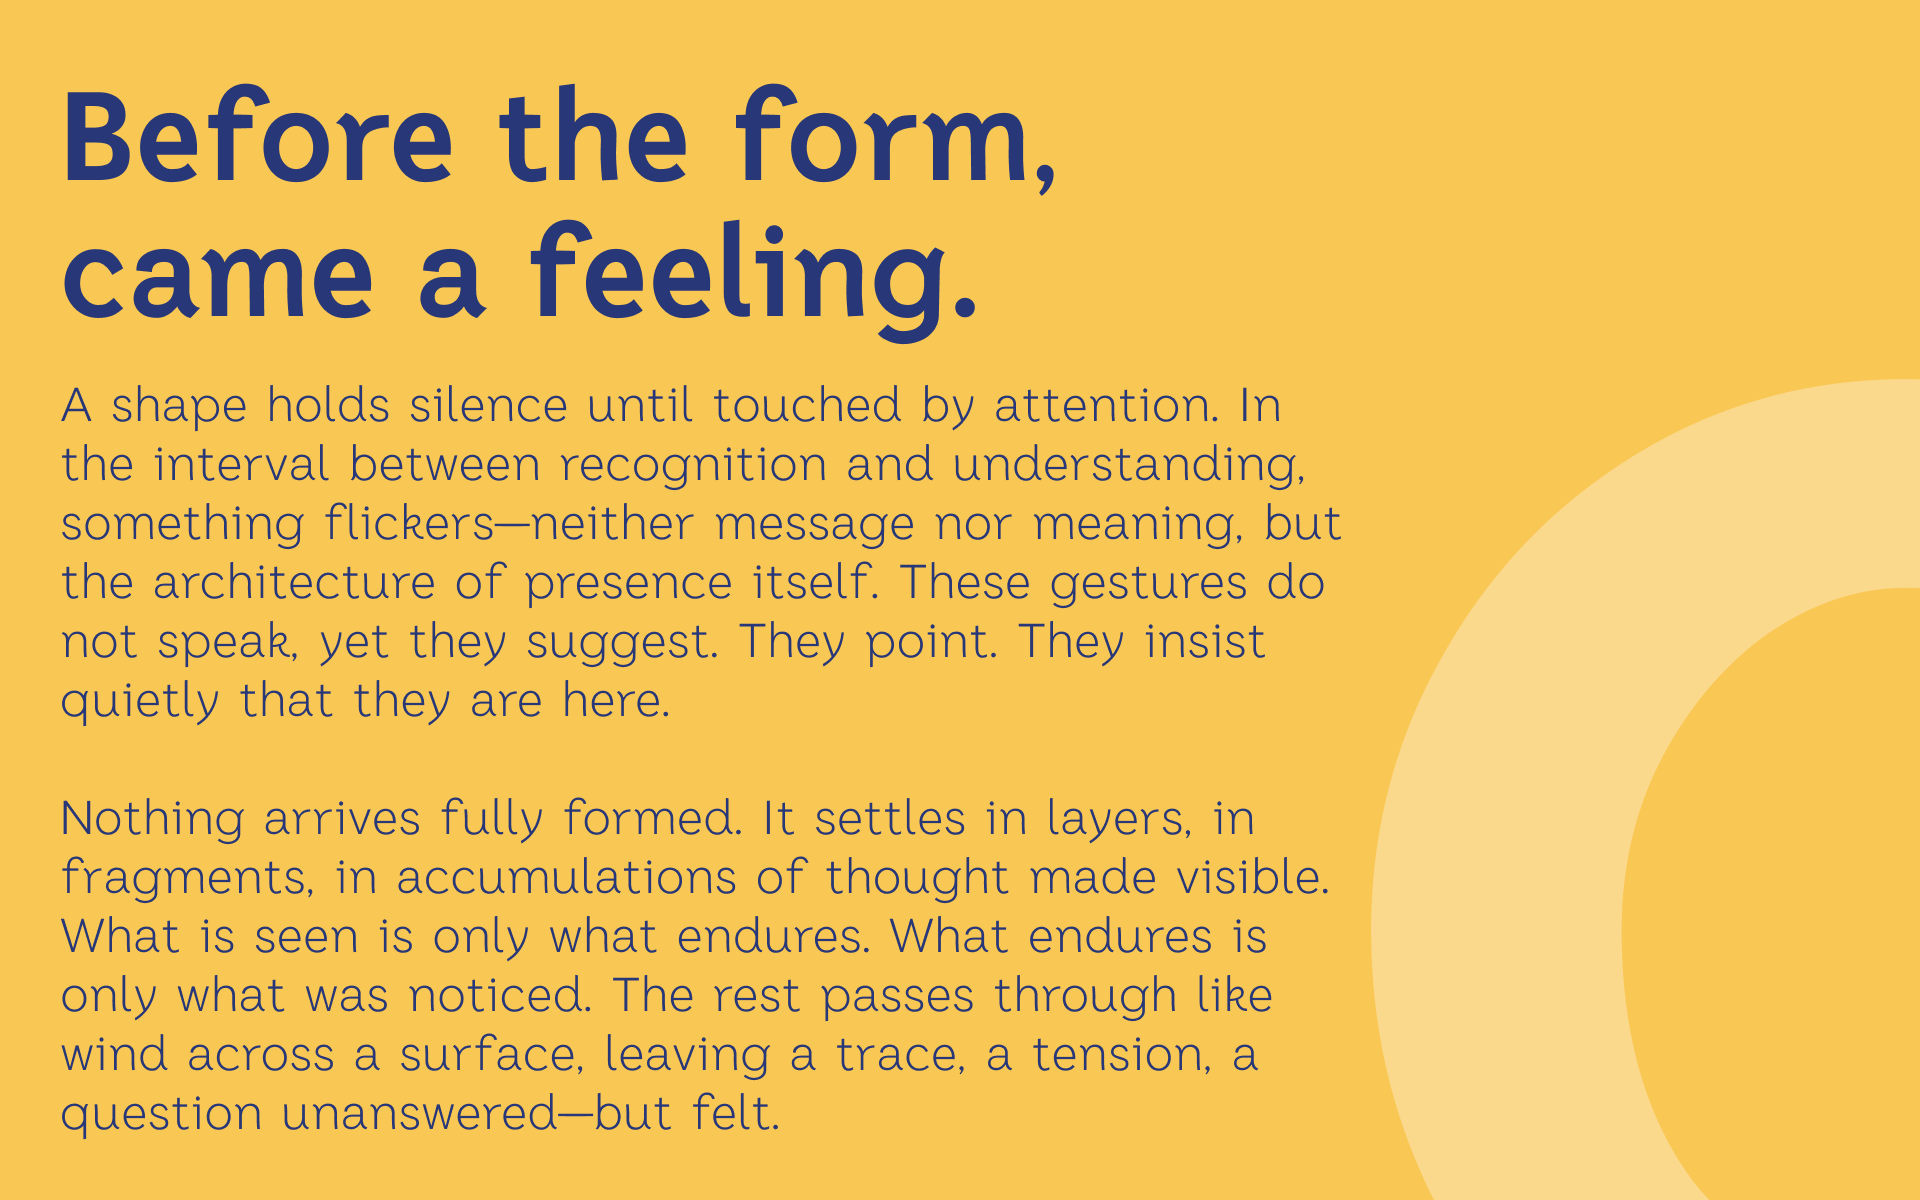 Before the form,
came a feeling.
A shape holds silence until touched by attention. In
the interval between recognition and understanding,
something flickers—neither message nor meaning, but
the architecture of presence itself. These gestures do
not speak, yet they suggest. They point. They insist
quietly that they are here.
Nothing arrives fully formed. It settles in layers, in
fragments, in accumulations of thought made visible.
What is seen is only what endures. What endures is
only what was noticed. The rest passes through like
wind across a surface, leaving a trace, a tension, a
question unanswered—but felt.